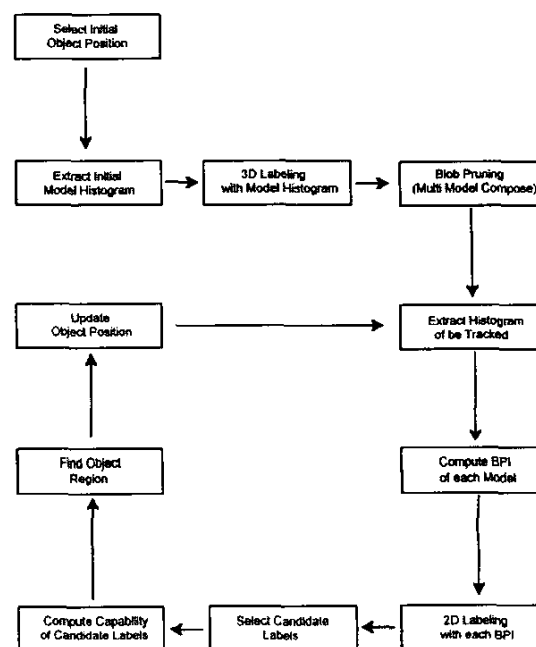 Select Initial
Object Position
Extract Initial
Model Histogram
3D Labeling
with Model Histogram
Blob Pruning
(Multi Model Compose)
Update
Object Position
Extract Histogram
of be Tracked
Find Object
Region
Compute BPI
of each Model
Compute Capability
of Candidate Labels
Select Candidate
Labels
2D Labeling
with each BPI